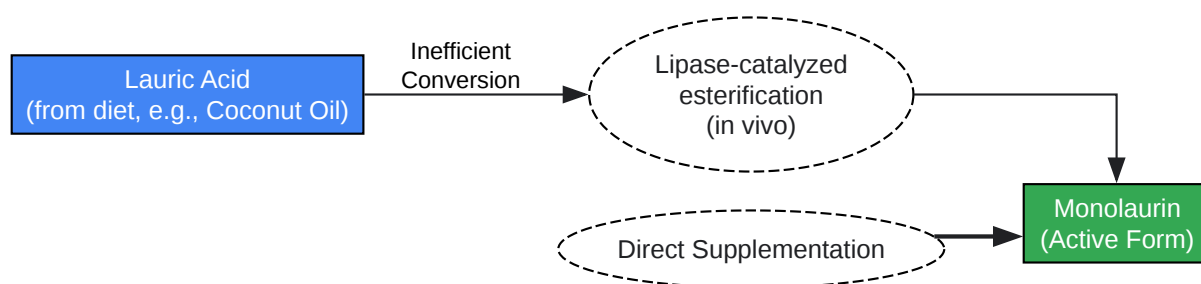 Lauric Acid
(from diet, e.g., Coconut Oil)
Inefficient
Conversion
Lipase-catalyzed
esterification
(in vivo)
Direct Supplementation
Monolaurin
(Active Form)